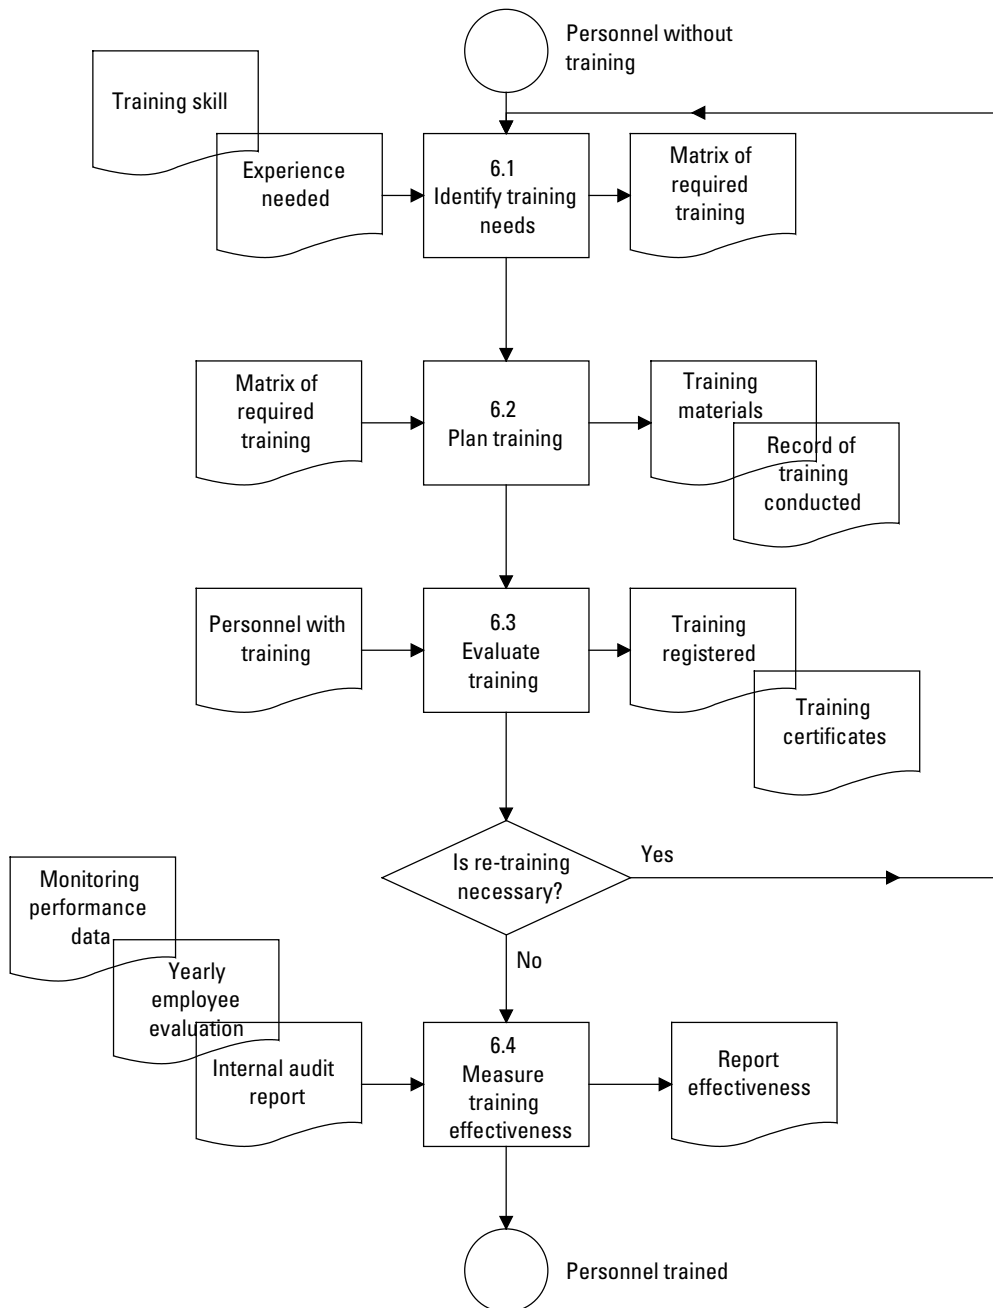 Personnel without
training
Training skill
Experience
needed
6.1
Identify training
needs
Matrix of
required
training
Matrix of
required
training
6.2
Plan training
Training
materials
Record of
training
conducted
Personnel with
training
6.3
Evaluate
training
Training
registered
Training
certificates
Is re-training
necessary?
Yes
No
Monitoring
performance
data
Yearly
employee
evaluation
Internal audit
report
6.4
Measure
training
effectiveness
Report
effectiveness
Personnel trained